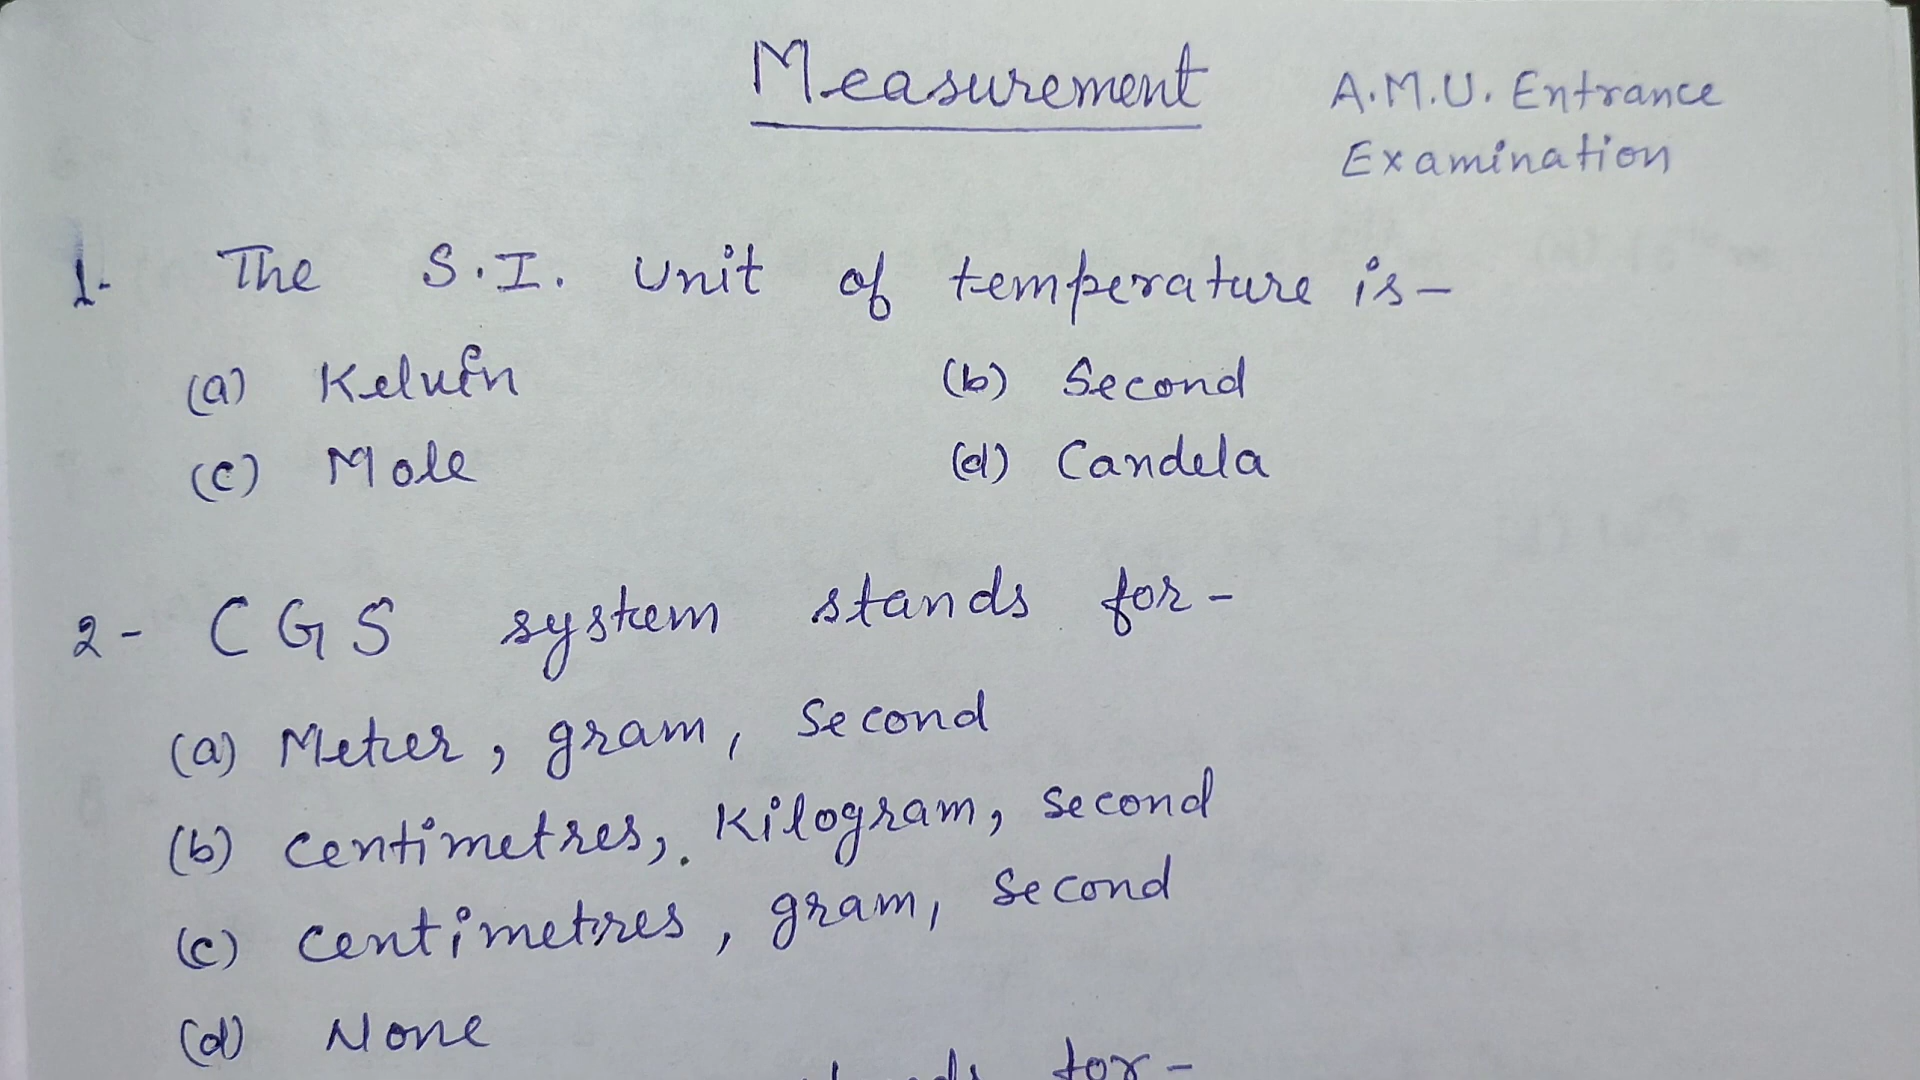 Measurement
A.M.U. Entrance
Examination
1. The S.I. Unit of temperature is-
(a) Kelvin (b) Second
(c) Mole (d) Candela
2- CGS system stands for-
(a) Meter, gram, Second
(b) Centimetres, Kilogram, Second
(c) Centimetres, gram, Second
(d) None
for-